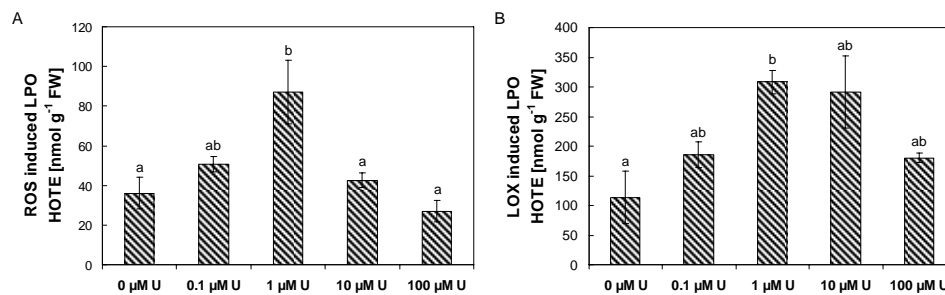 A
ROS induced LPO
HOTE [nmol g⁻¹ FW]
120
100
80
60
40
20
0
a
ab
b
a
a
0 µM U 0.1 µM U 1 µM U 10 µM U 100 µM U
B
LOX induced LPO
HOTE [nmol g⁻¹ FW]
400
350
300
250
200
150
100
50
0
a
ab
b
ab
ab
0 µM U 0.1 µM U 1 µM U 10 µM U 100 µM U